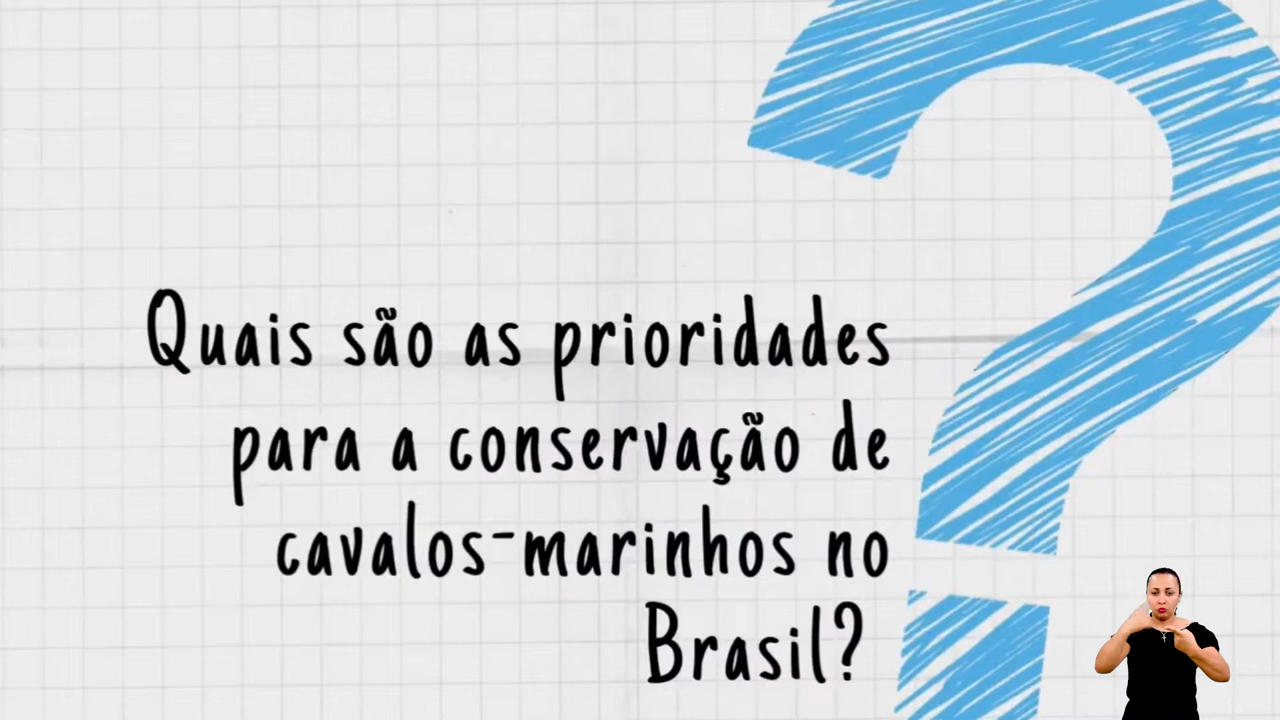 Quais são as prioridades
para a conservação de
cavalos-marinhos no
Brasil?